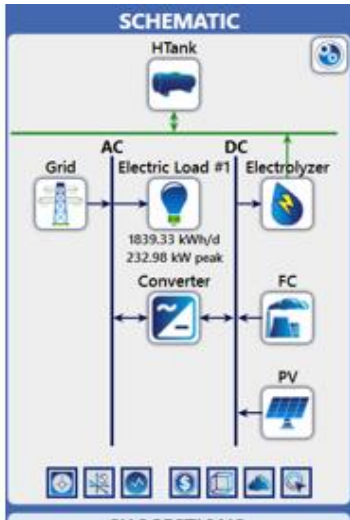 SCHEMATIC
HTank
AC DC
Grid Electric Load #1 Electrolyzer
1839.33 kWh/d
232.98 kW peak
Converter FC
PV